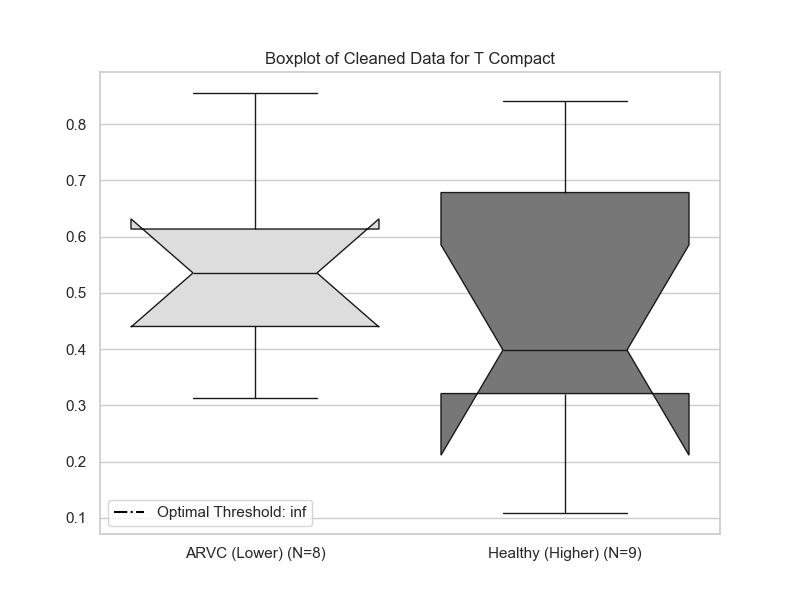 Boxplot of Cleaned Data for T Compact
0.8
0.7
0.6
0.5
0.4
0.3
0.2
0.1
Optimal Threshold: inf
ARVC (Lower) (N=8)
Healthy (Higher) (N=9)